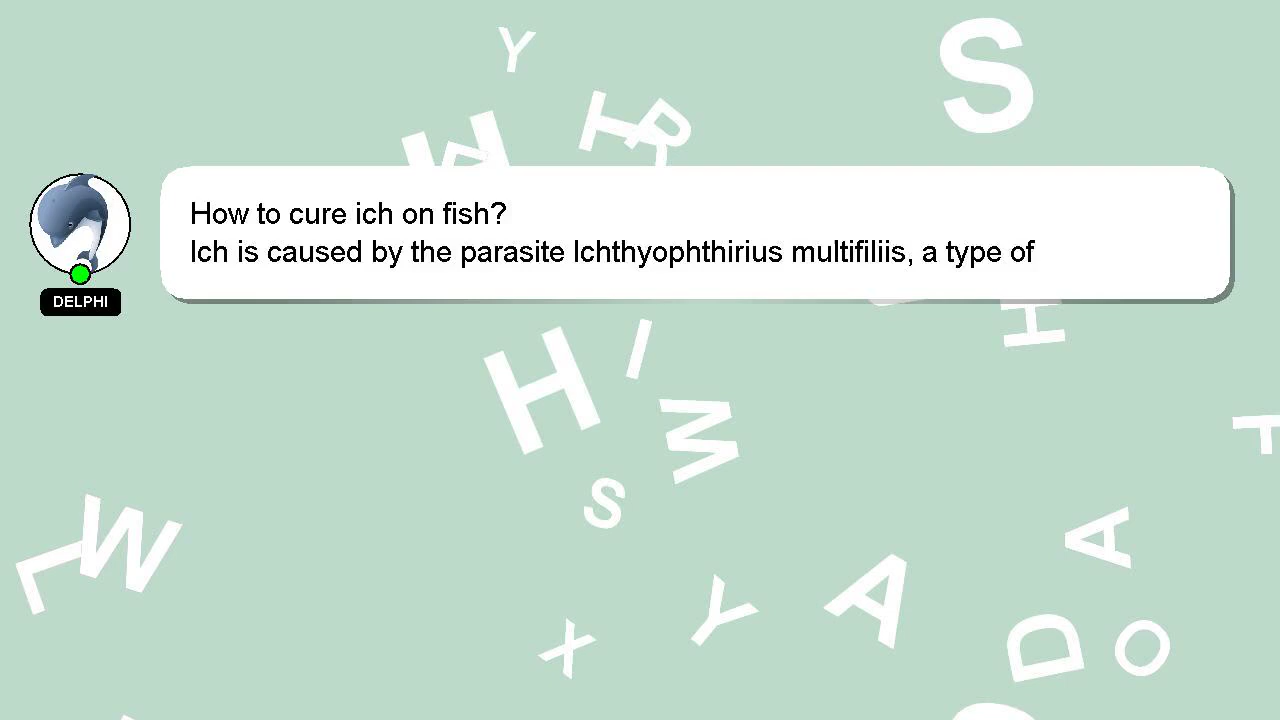 Y
S
T
R
W
How to cure ich on fish?
Ich is caused by the parasite Ichthyophthirius multifiliis, a type of
DELPHI
H
I
H
W
S
W
L
A
Y
A
X
D
O